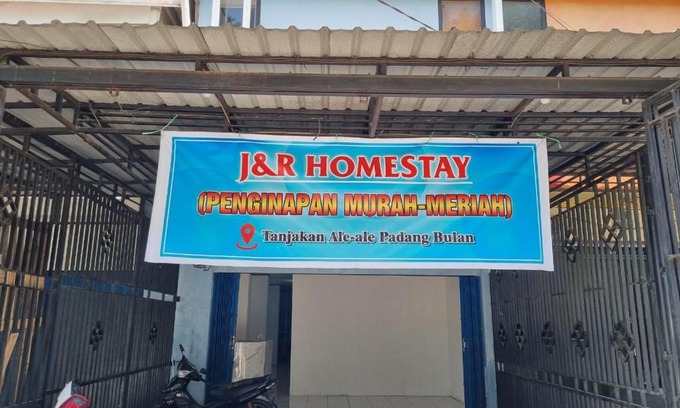 J&R HOMESTAY
(PENGINAPAN MURAH-MERIAH)
Tanjakan Ale-ale Padang Bulan